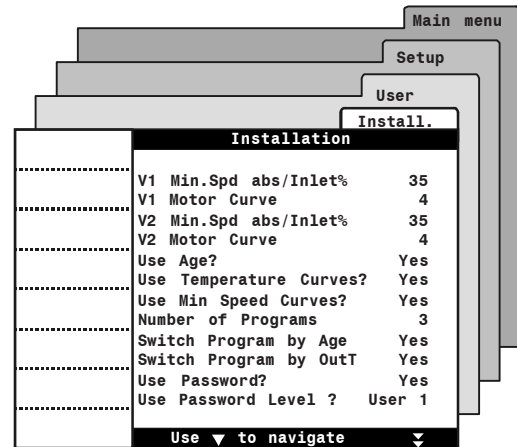 Main menu
Setup
User
Install.
Installation
V1 Min.Spd abs/Inlet% 35
V1 Motor Curve 4
V2 Min.Spd abs/Inlet% 35
V2 Motor Curve 4
Use Age? Yes
Use Temperature Curves? Yes
Use Min Speed Curves? Yes
Number of Programs 3
Switch Program by Age Yes
Switch Program by OutT Yes
Use Password? Yes
Use Password Level ? User 1
Use ▼ to navigate